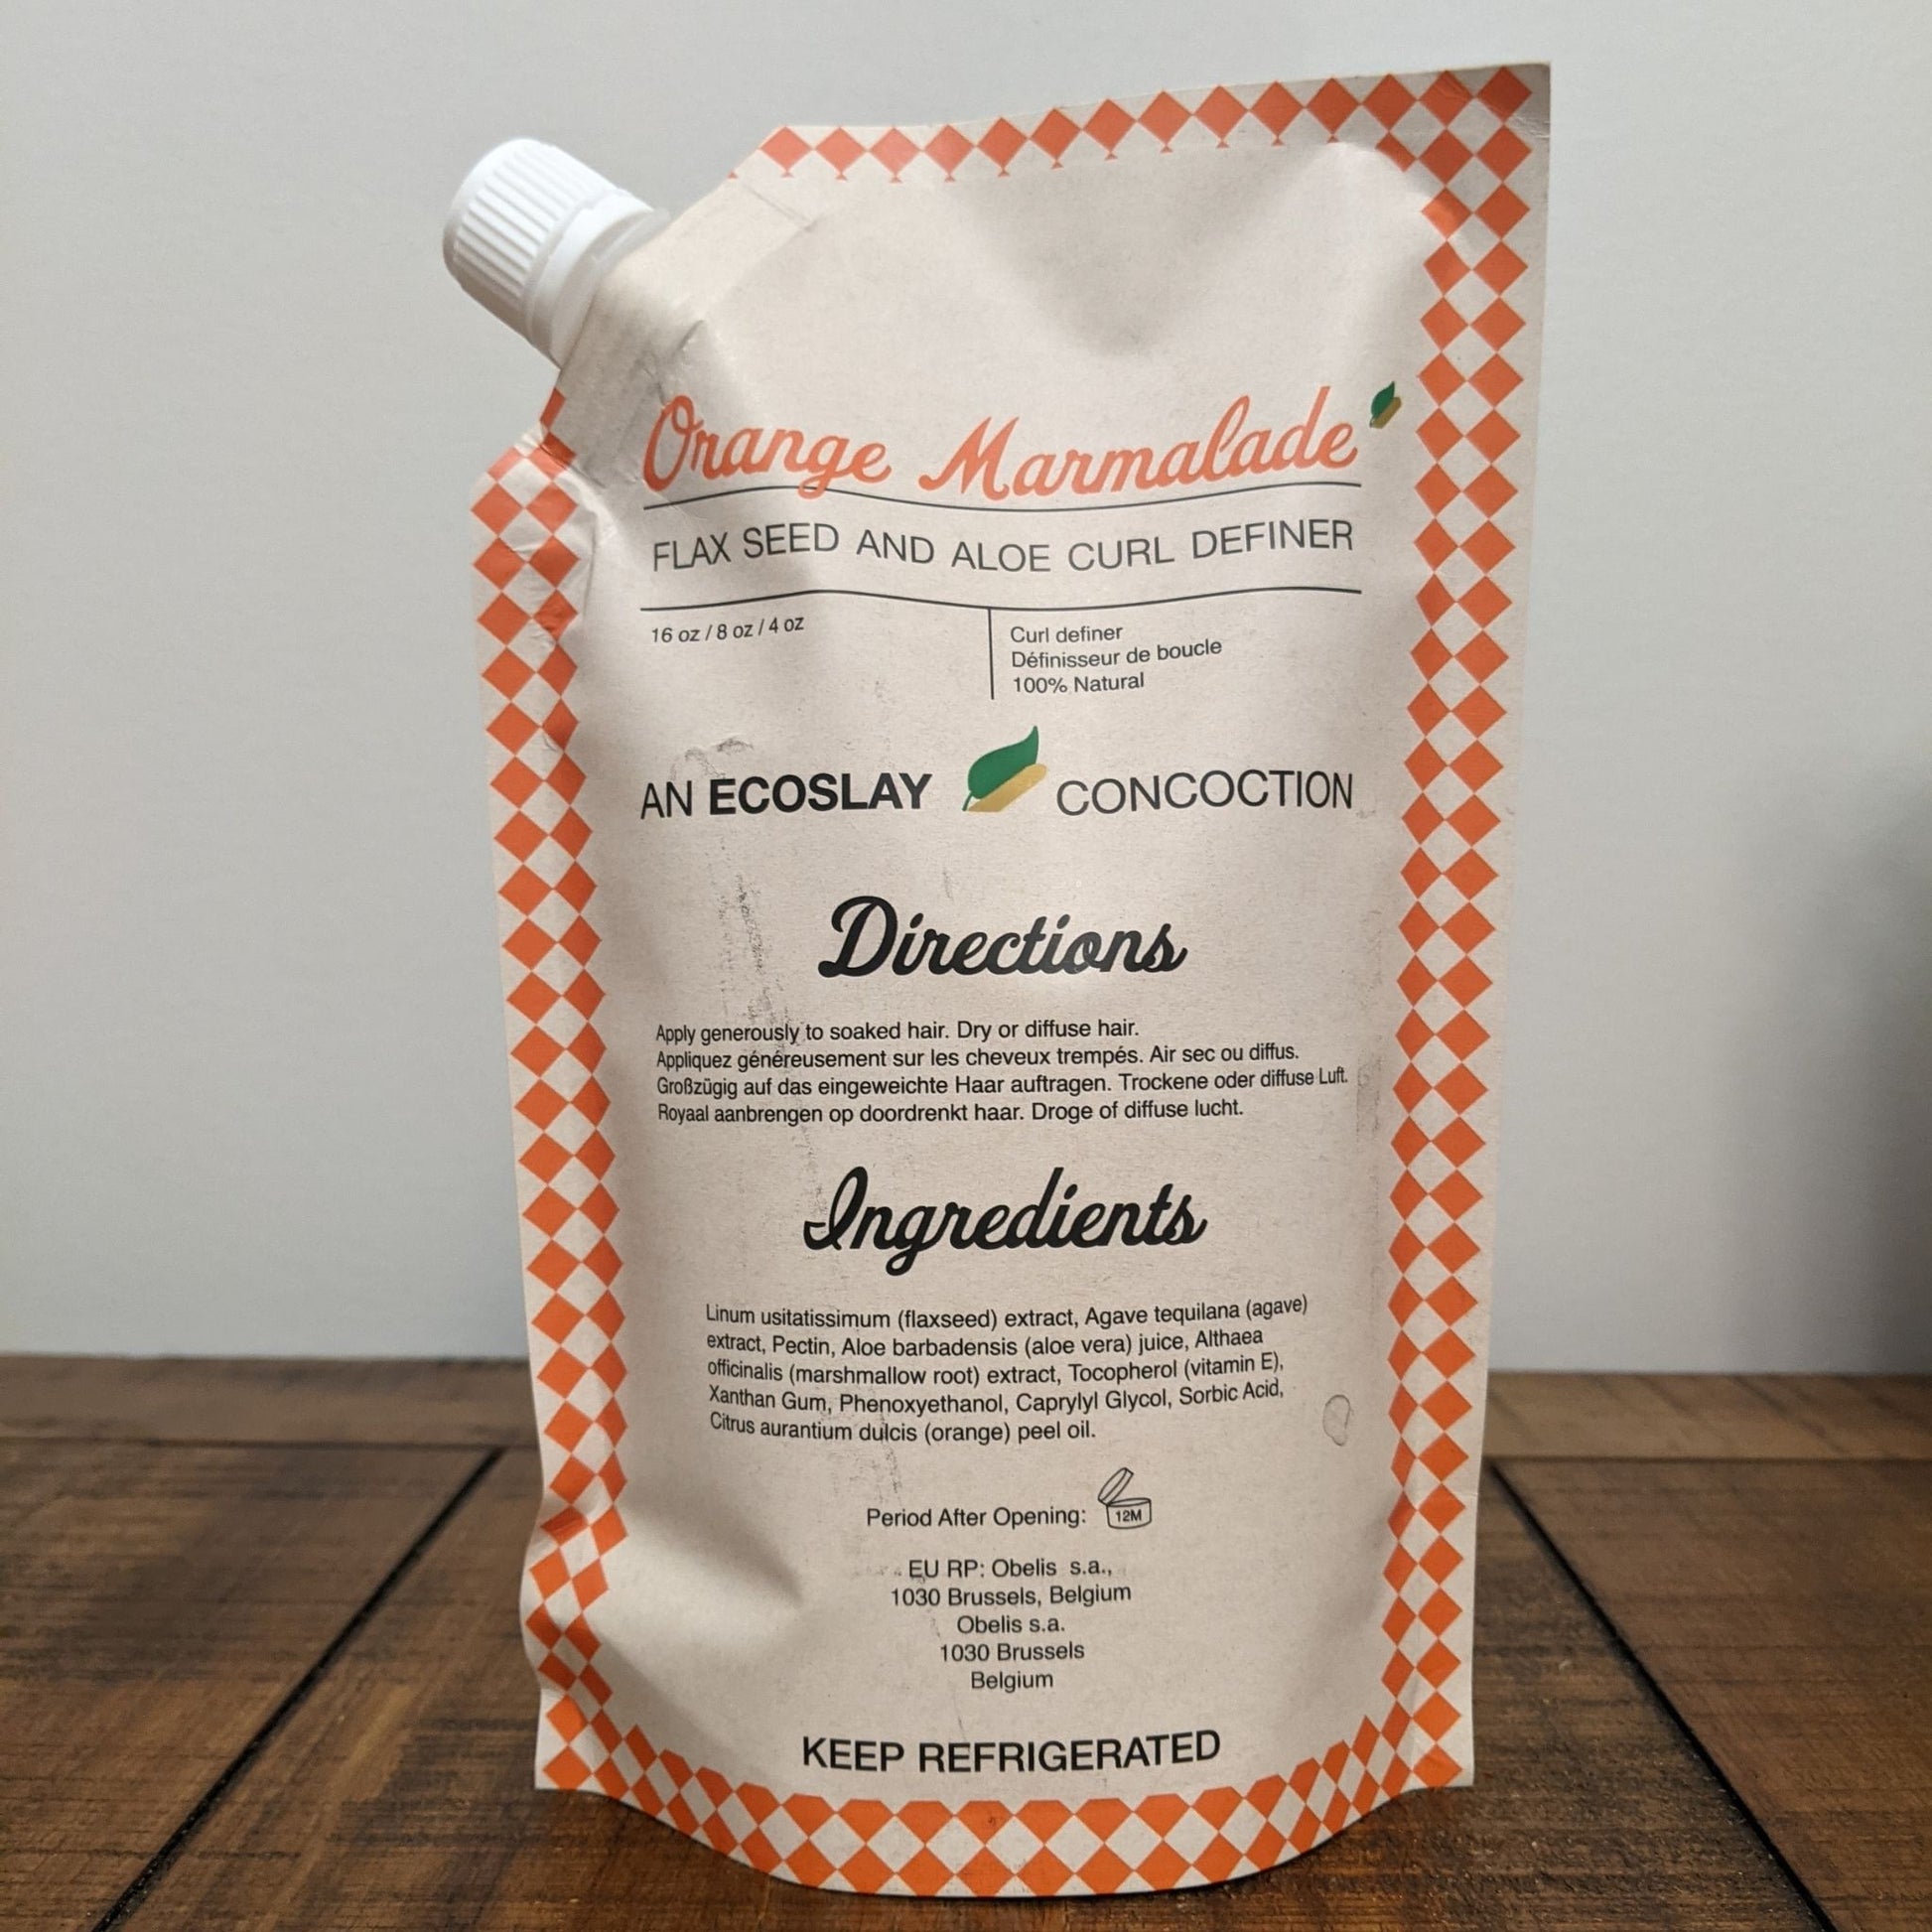 Orange Marmalade
FLAX SEED AND ALOE CURL DEFINER
16 oz / 8 oz / 4 oz
Curl definer
Définisseur de boucle
100% Natural
AN ECOSLAY CONCOCTION
Directions
Apply generously to soaked hair. Dry or diffuse hair.
Appliquez généreusement sur les cheveux trempés. Air sec ou diffus.
Großzügig auf das eingeweichte Haar auftragen. Trockene oder diffuse Luft.
Royaal aanbrengen op doordrenkt haar. Droge of diffuse lucht.
Ingredients
Linum usitatissimum (flaxseed) extract, Agave tequilana (agave)
extract, Pectin, Aloe barbadensis (aloe vera) juice, Althaea
officinalis (marshmallow root) extract, Tocopherol (vitamin E),
Xanthan Gum, Phenoxyethanol, Caprylyl Glycol, Sorbic Acid,
Citrus aurantium dulcis (orange) peel oil.
Period After Opening: 12M
EU RP: Obelis s.a.,
1030 Brussels, Belgium
Obelis s.a.
1030 Brussels
Belgium
KEEP REFRIGERATED